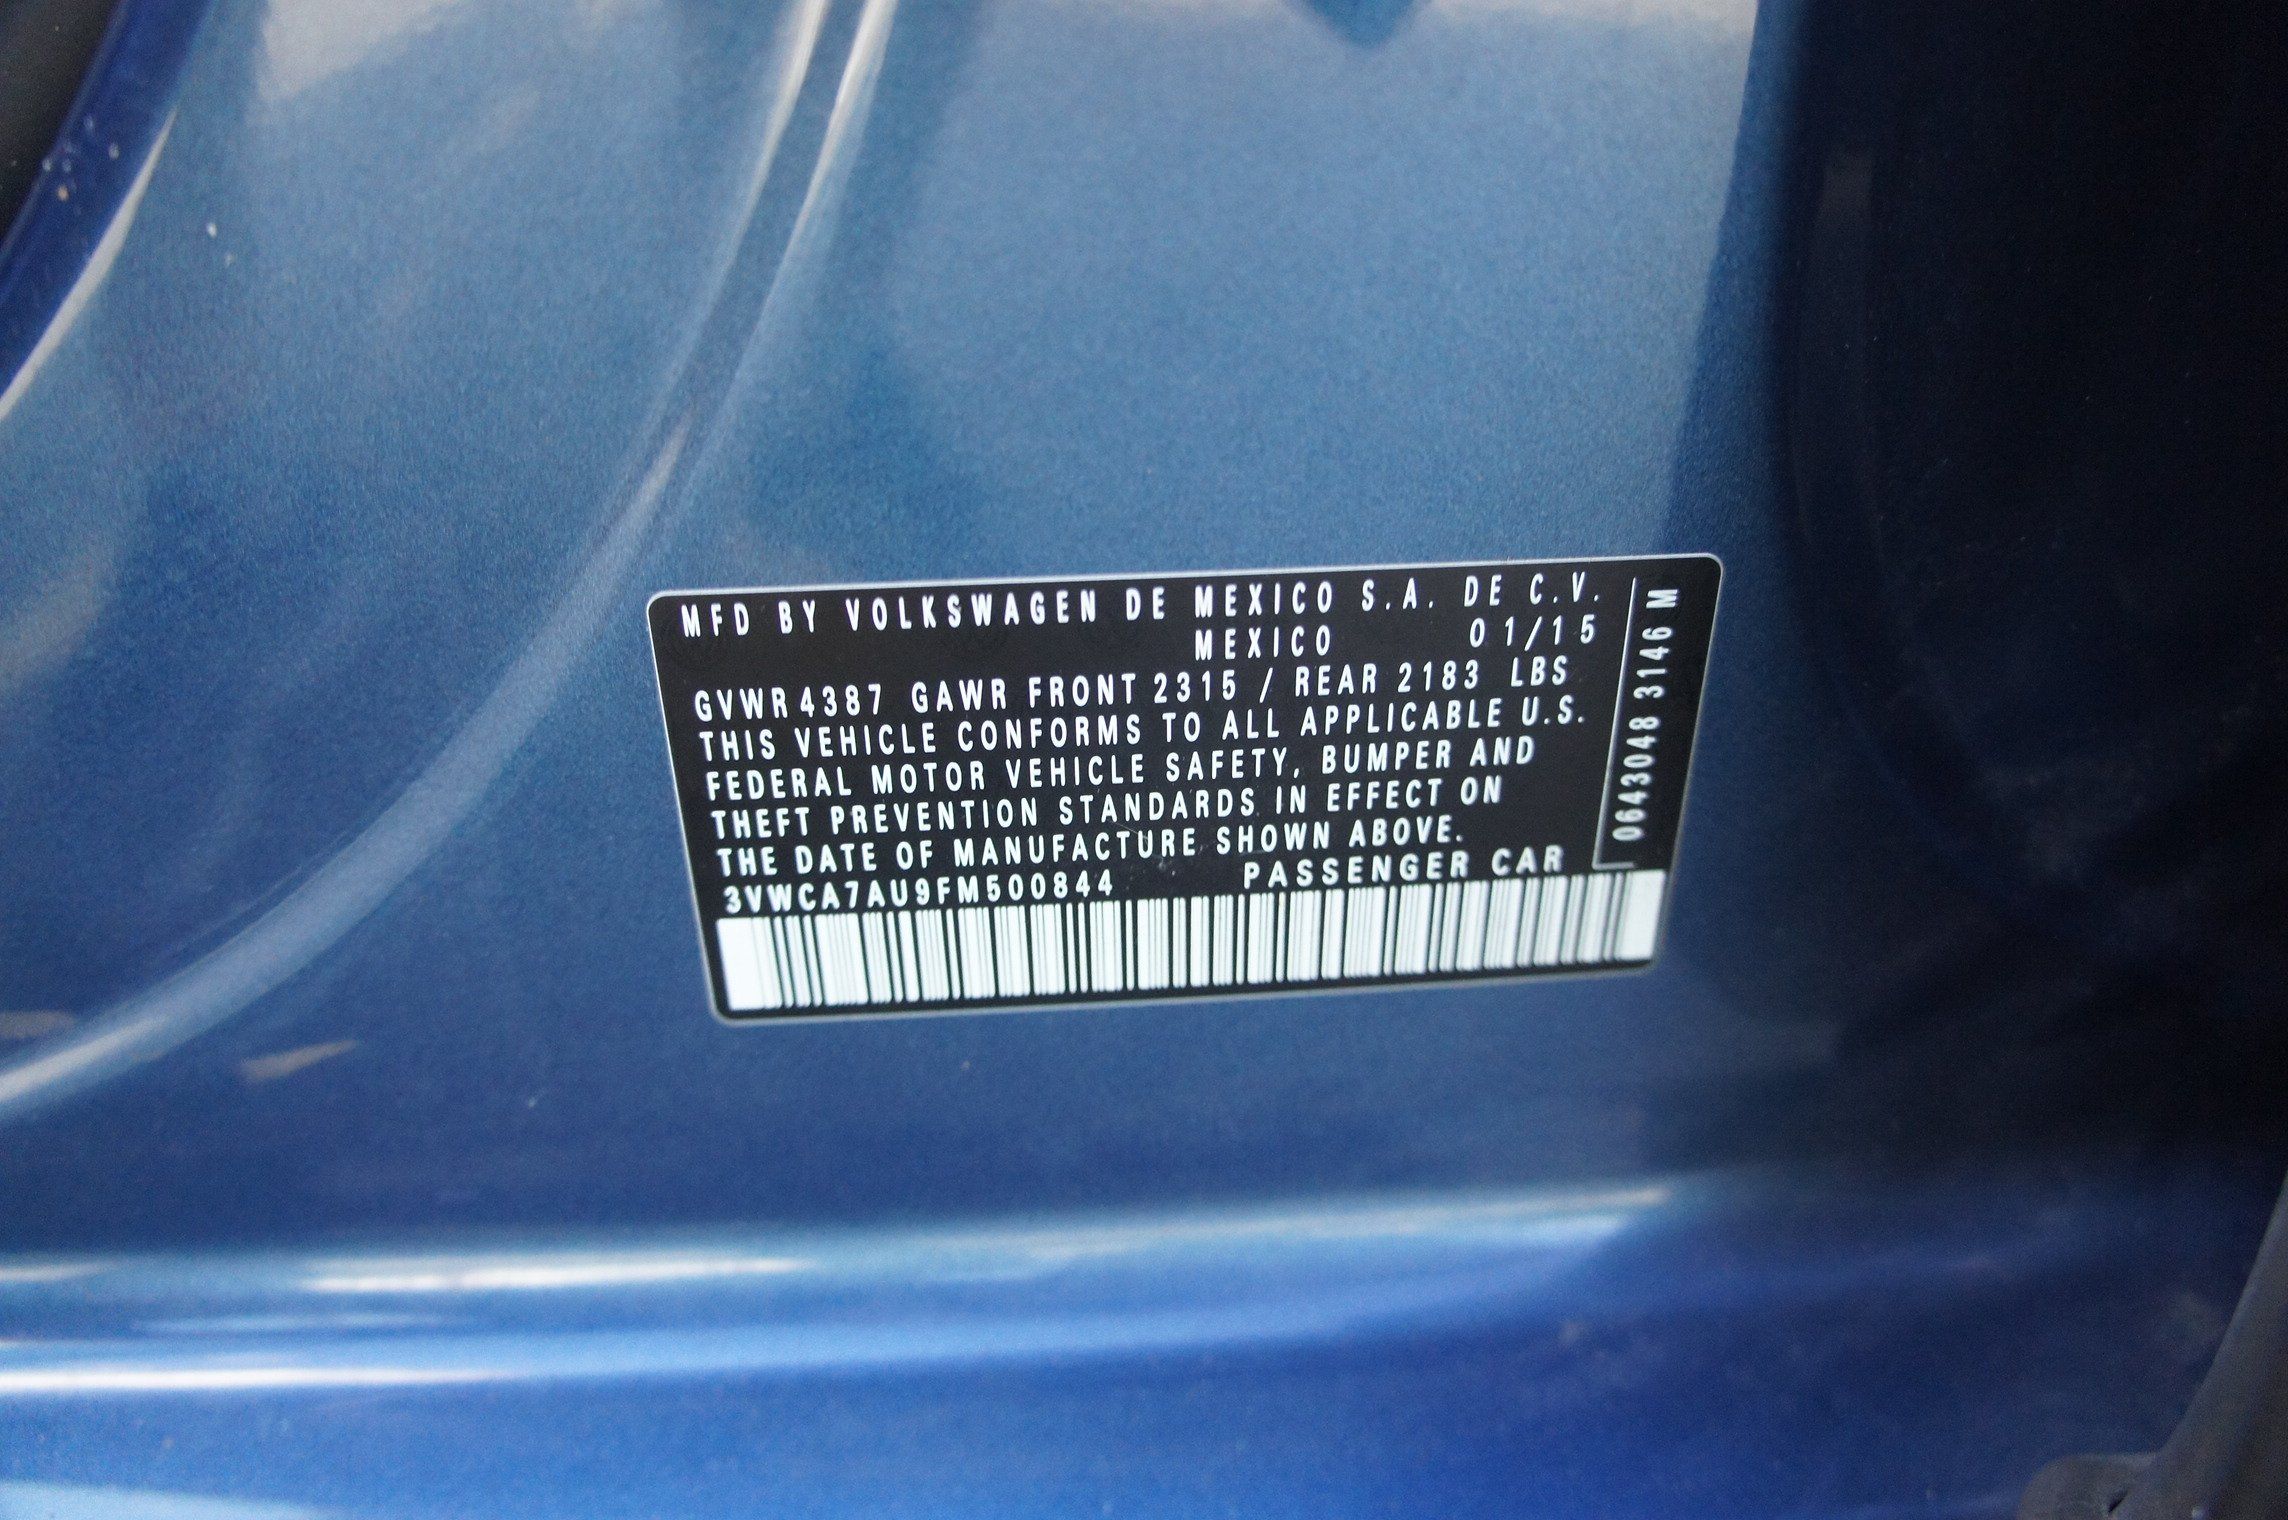 MFD BY VOLKSWAGEN DE MEXICO S.A. DE C.V.
MEXICO 01/15
GVWR 4387 GAWR FRONT 2315 / REAR 2183 LBS
THIS VEHICLE CONFORMS TO ALL APPLICABLE U.S.
FEDERAL MOTOR VEHICLE SAFETY, BUMPER AND
THEFT PREVENTION STANDARDS IN EFFECT ON
THE DATE OF MANUFACTURE SHOWN ABOVE.
3VWCA7AU9FM500844 PASSENGER CAR
0643048 3146 M